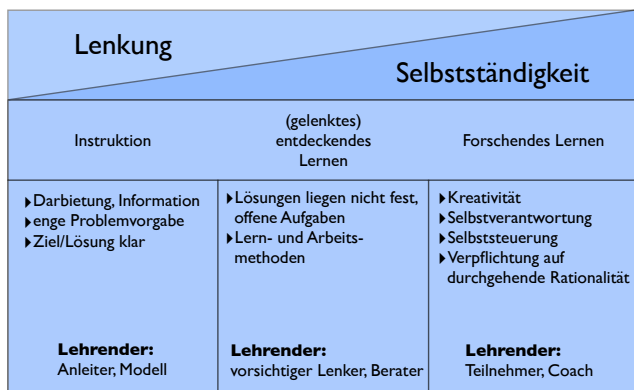 Lenkung
Selbstständigkeit
Instruktion
(gelenktes)
entdeckendes
Lernen
Forschendes Lernen
▸Darbietung, Information
▸enge Problemvorgabe
▸Ziel/Lösung klar
▸Lösungen liegen nicht fest,
offene Aufgaben
▸Lern- und Arbeits-
methoden
▸Kreativität
▸Selbstverantwortung
▸Selbststeuerung
▸Verpflichtung auf
durchgehende Rationalität
Lehrender:
Anleiter, Modell
Lehrender:
vorsichtiger Lenker, Berater
Lehrender:
Teilnehmer, Coach